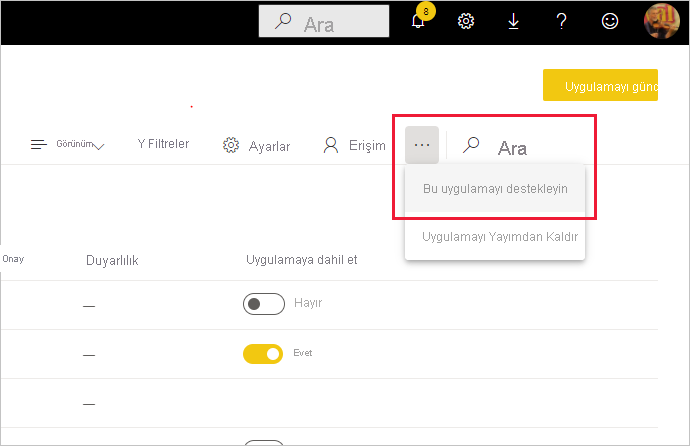 Ara
8
Uygulamayı günc
Görünüm
Y Filtreler
Ayarlar
Erişim
...
Ara
Bu uygulamayı destekleyin
Uygulamayı Yayımdan Kaldır
Onay
Duyarlılık
Uygulamaya dahil et
—
Hayır
—
Evet
—